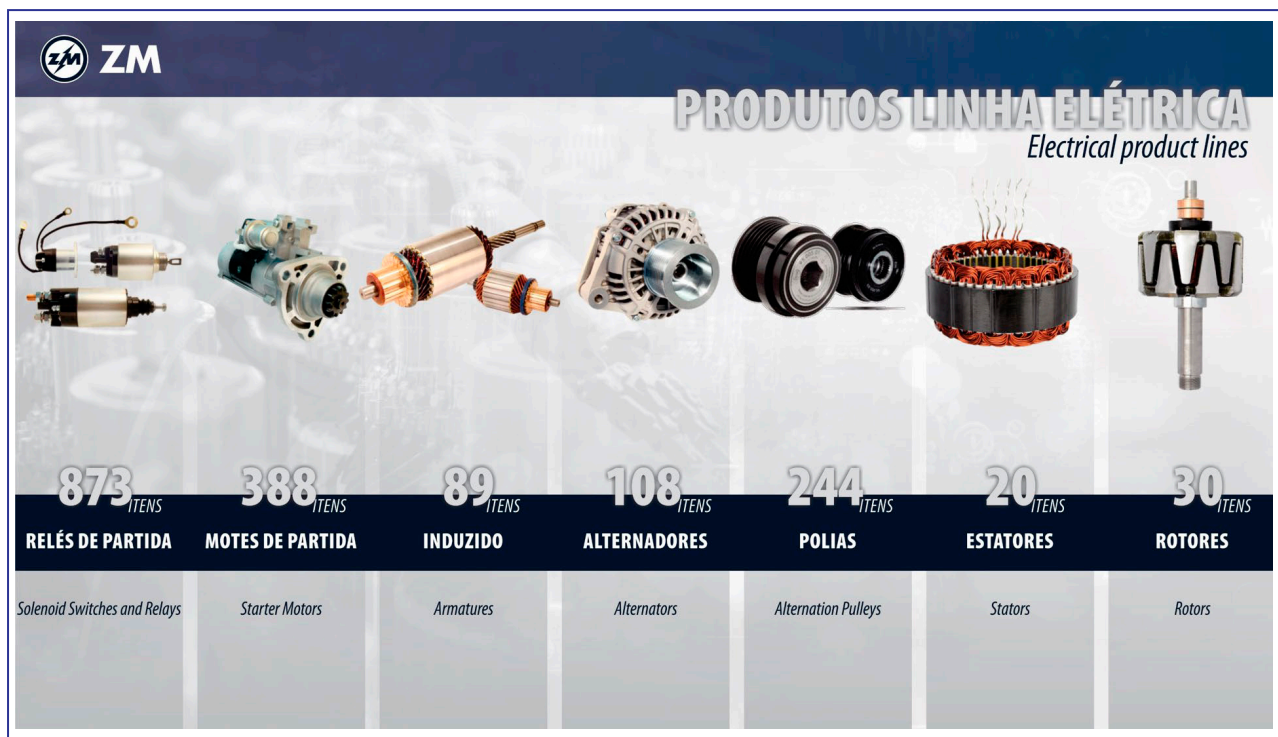 ZM ZM
PRODUTOS LINHA ELÉTRICA
Electrical product lines
873 ITENS
RELÉS DE PARTIDA
Solenoid Switches and Relays
388 ITENS
MOTES DE PARTIDA
Starter Motors
89 ITENS
INDUZIDO
Armatures
108 ITENS
ALTERNADORES
Alternators
244 ITENS
POLIAS
Alternation Pulleys
20 ITENS
ESTATORES
Stators
30 ITENS
ROTORES
Rotors